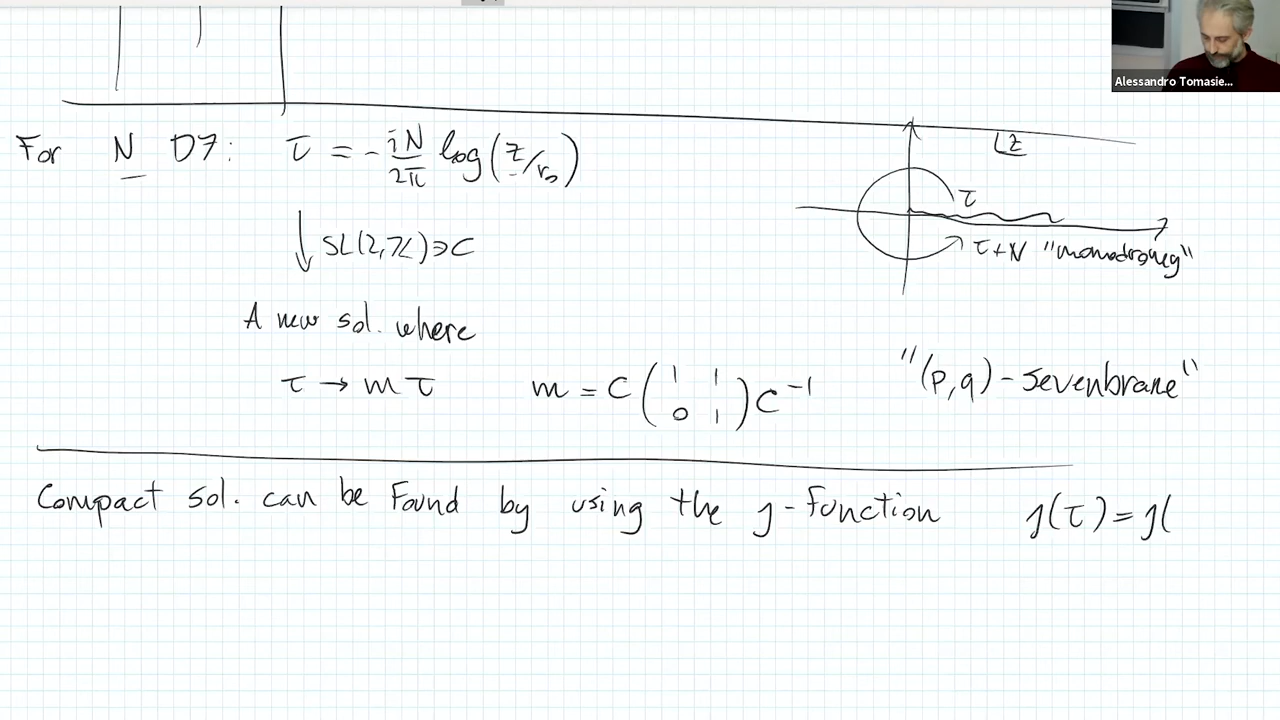 Alessandro Tomasie...
For N D7: τ = - iN/2π log(z/r₀)
z
τ
↓ SL(2,ℤ)∋C
τ+N "monodromy"
A new sol. where
τ → m τ
m = C (1 1 0 1) C⁻¹
"(p,q)-sevenbrane"
Compact sol. can be found by using the j-function j(τ)=j(